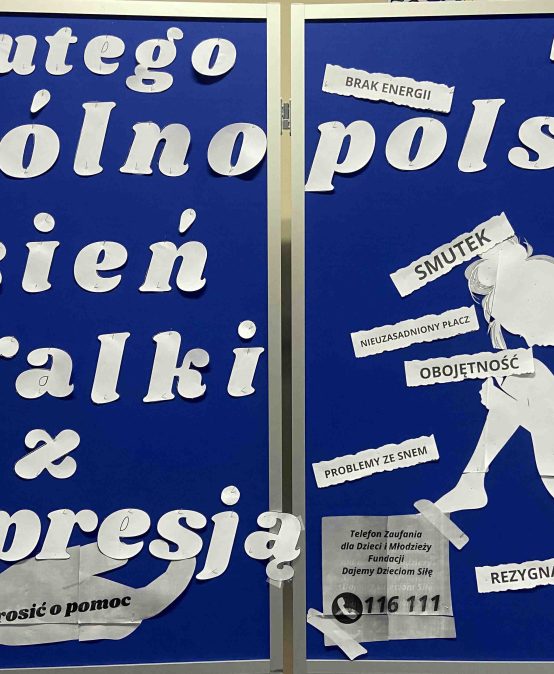 utego
ólno
pols
sień
alki
z
presją
rosić o pomoc
BRAK ENERGII
SMUTEK
NIEUZASADNIONY PŁACZ
OBOJĘTNOŚĆ
PROBLEMY ZE SNEM
Telefon Zaufania
dla Dzieci i Młodzieży
Fundacji
Dajemy Dzieciom Siłę
116 111
REZYGNA